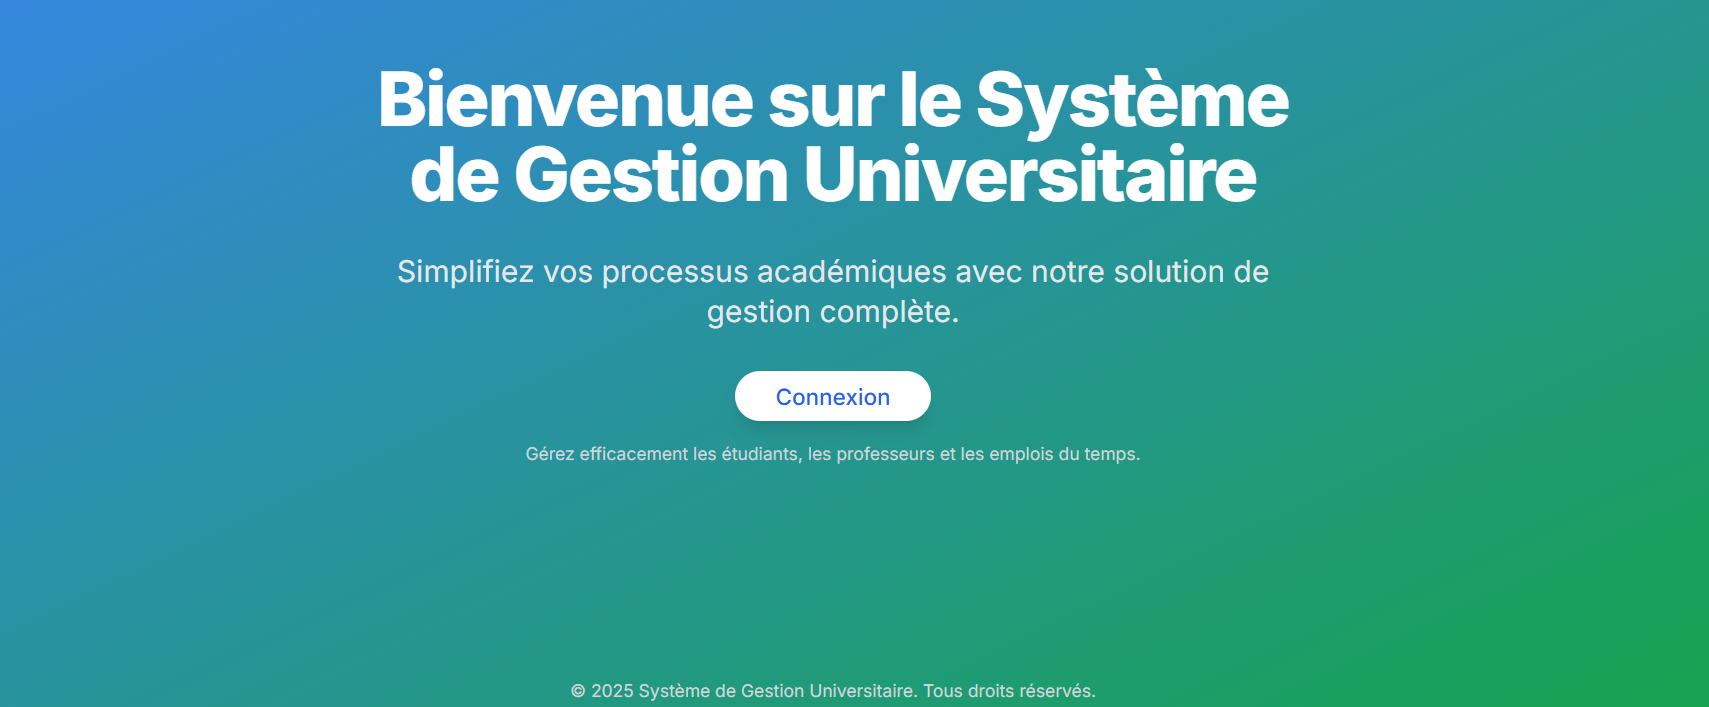 Bienvenue sur le Système
de Gestion Universitaire
Simplifiez vos processus académiques avec notre solution de
gestion complète.
Connexion
Gérez efficacement les étudiants, les professeurs et les emplois du temps.
© 2025 Système de Gestion Universitaire. Tous droits réservés.